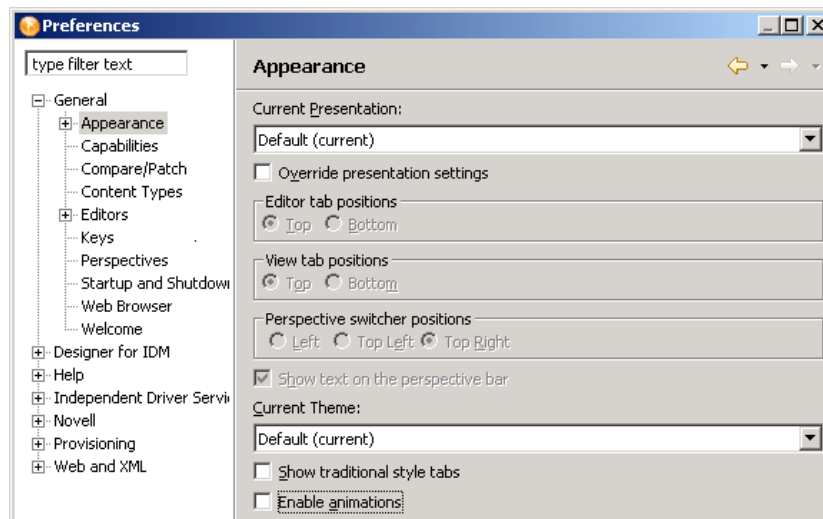 Preferences
type filter text
General
Appearance
Capabilities
Compare/Patch
Content Types
Editors
Keys
Perspectives
Startup and Shutdow
Web Browser
Welcome
Designer for IDM
Help
Independent Driver Servi
Novell
Provisioning
Web and XML
Appearance
Current Presentation:
Default (current)
Override presentation settings
Editor tab positions
Top Bottom
View tab positions
Top Bottom
Perspective switcher positions
Left Top Left Top Right
Show text on the perspective bar
Current Theme:
Default (current)
Show traditional style tabs
Enable animations